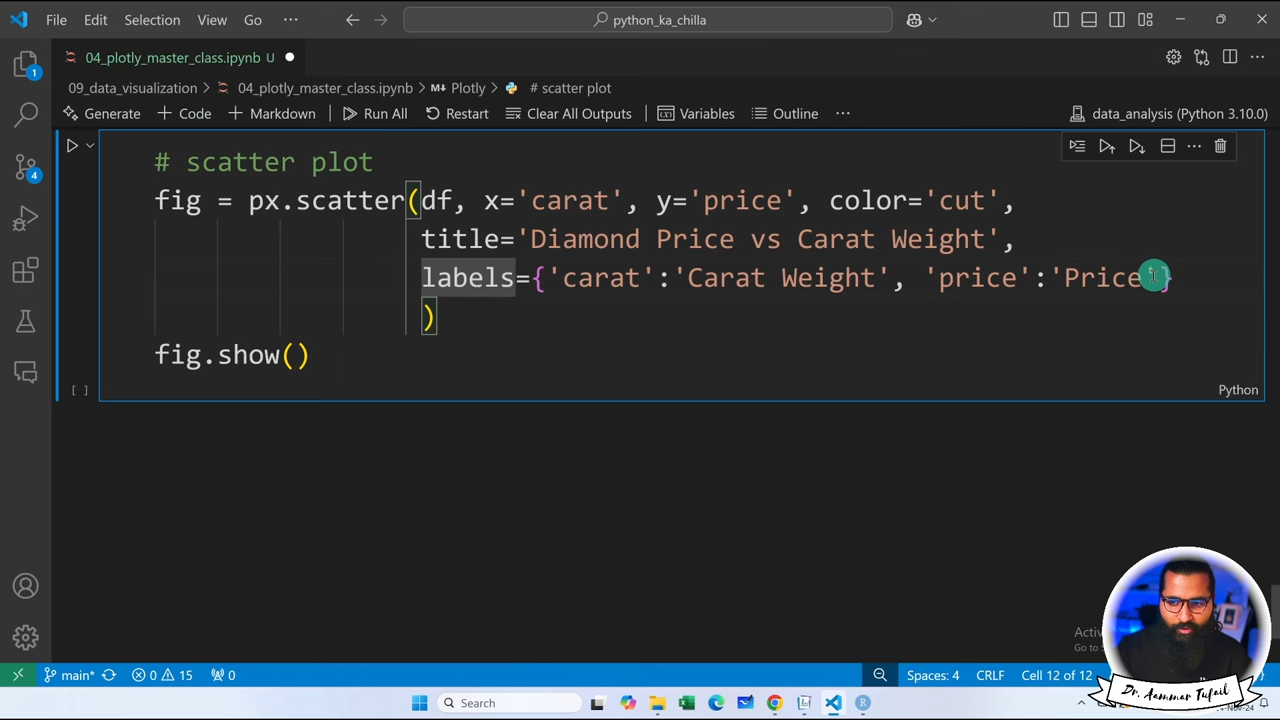 File Edit Selection View Go ··· python_ka_chilla
04_plotly_master_class.ipynb U
09_data_visualization > 04_plotly_master_class.ipynb > M↓ Plotly > # scatter plot
Generate + Code + Markdown Run All Restart Clear All Outputs Variables Outline ··· data_analysis (Python 3.10.0)
# scatter plot
fig = px.scatter(df, x='carat', y='price', color='cut',
title='Diamond Price vs Carat Weight',
labels={'carat':'Carat Weight', 'price':'Price'}
)
fig.show()
[ ] Python
1
4
main* 0 15 0 Spaces: 4 CRLF Cell 12 of 12
Search
Dr. Aammar Tufail